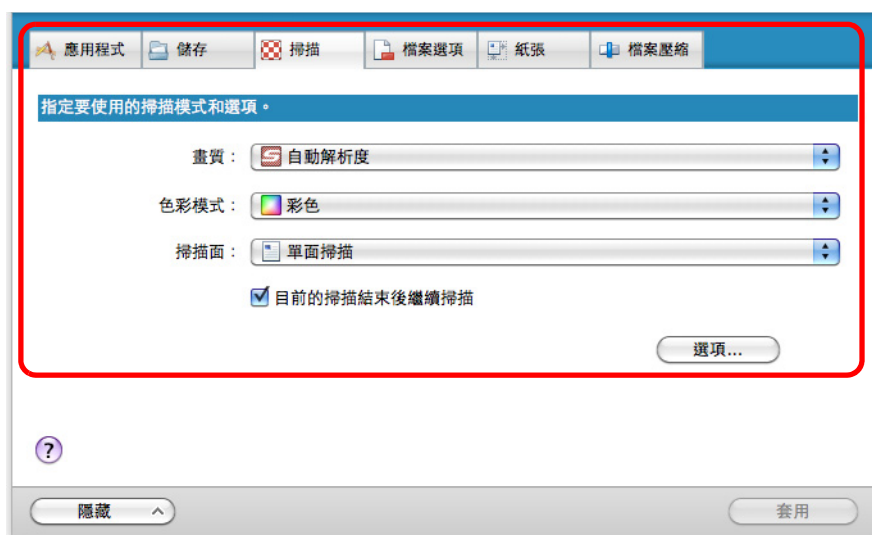 應用程式 儲存 掃描 檔案選項 紙張 檔案壓縮
指定要使用的掃描模式和選項。
畫質： 自動解析度
色彩模式： 彩色
掃描面： 單面掃描
目前的掃描結束後繼續掃描
選項...
?
隱藏 套用